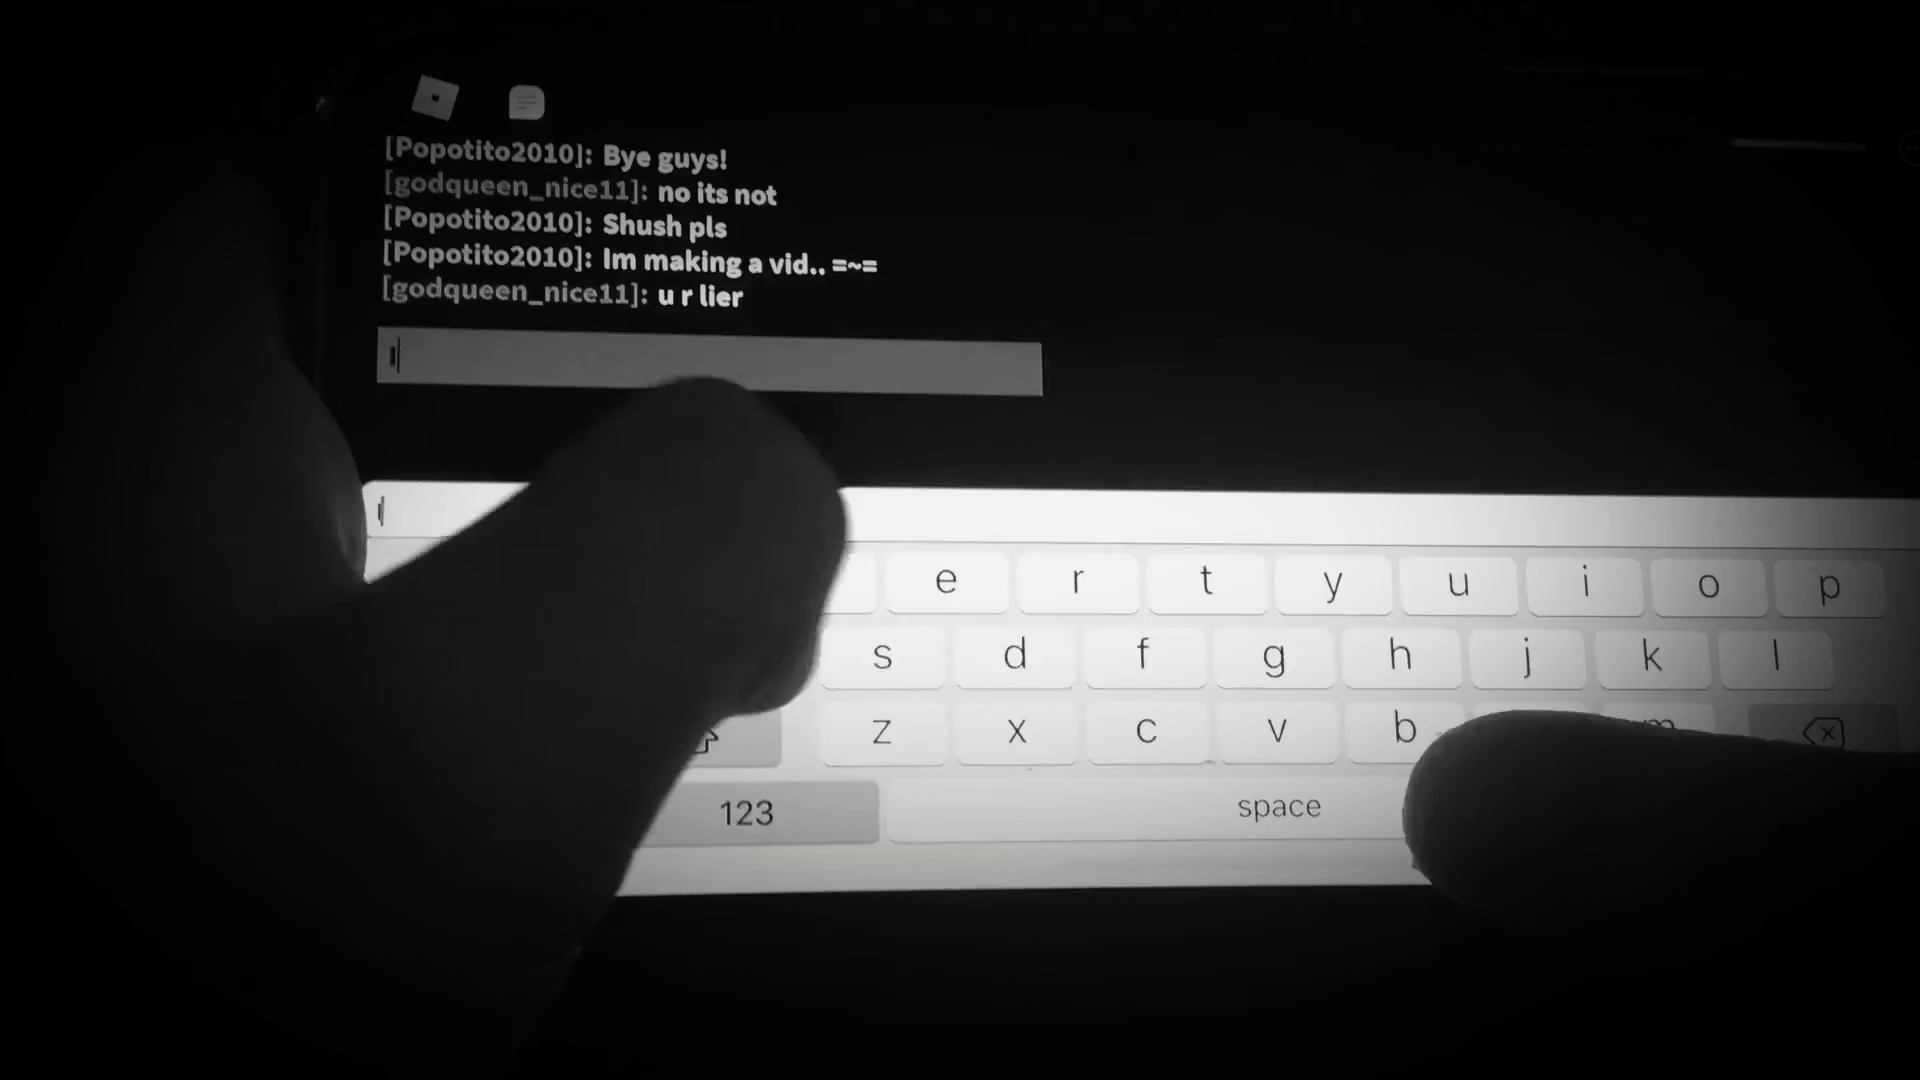 [Popotito2010]: Bye guys!
[godqueen_nice11]: no its not
[Popotito2010]: Shush pls
[Popotito2010]: Im making a vid.. =~=
[godqueen_nice11]: u r lier
I
I
e r t y u i o p
s d f g h j k l
z x c v b m
123 space